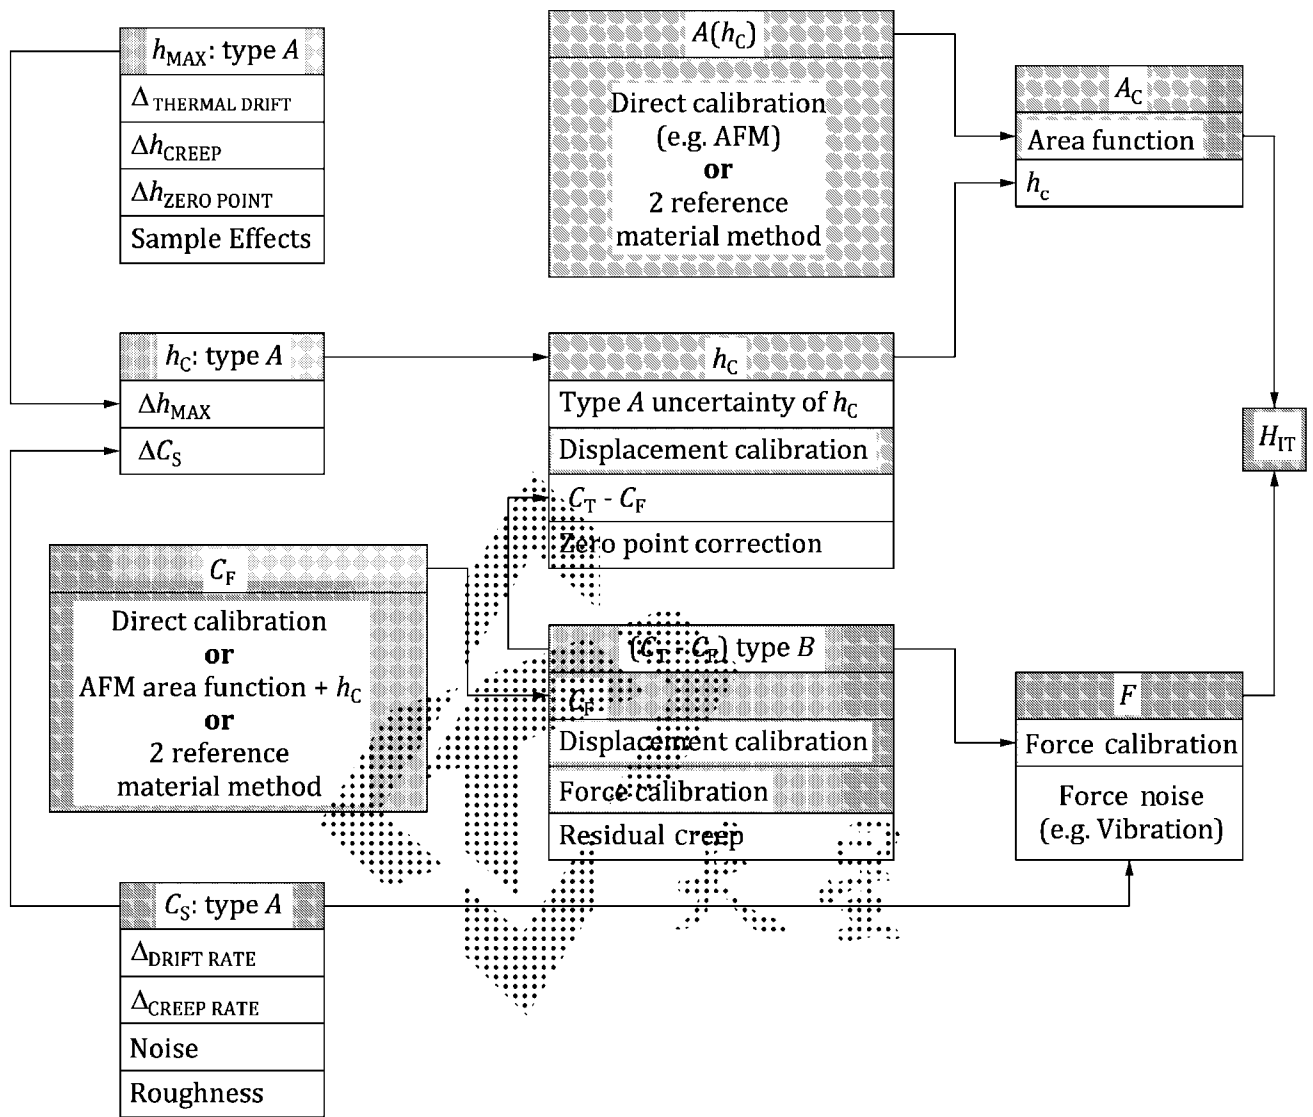 h_MAX: type A
Δ_THERMAL DRIFT
Δh_CREEP
Δh_ZERO POINT
Sample Effects
A(h_C)
Direct calibration
(e.g. AFM)
or
2 reference
material method
A_C
Area function
h_c
h_C: type A
Δh_MAX
ΔC_S
h_C
Type A uncertainty of h_C
Displacement calibration
C_T - C_F
Zero point correction
H_IT
C_F
Direct calibration
or
AFM area function + h_C
or
2 reference
material method
(C_T - C_F) type B
C_F
Displacement calibration
Force calibration
Residual creep
F
Force calibration
Force noise
(e.g. Vibration)
C_S: type A
Δ_DRIFT RATE
Δ_CREEP RATE
Noise
Roughness